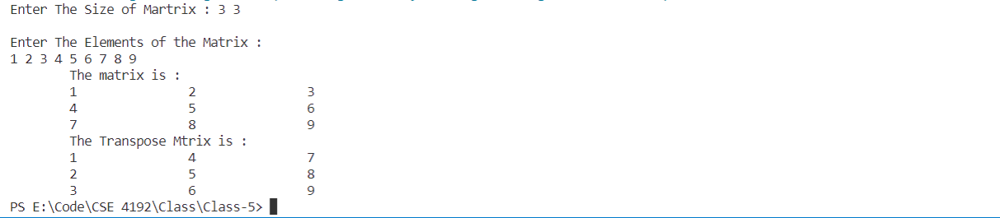 Enter The Size of Martrix : 3 3
Enter The Elements of the Matrix :
1 2 3 4 5 6 7 8 9
The matrix is :
1 2 3
4 5 6
7 8 9
The Transpose Mtrix is :
1 4 7
2 5 8
3 6 9
PS E:\Code\CSE 4192\Class\Class-5>